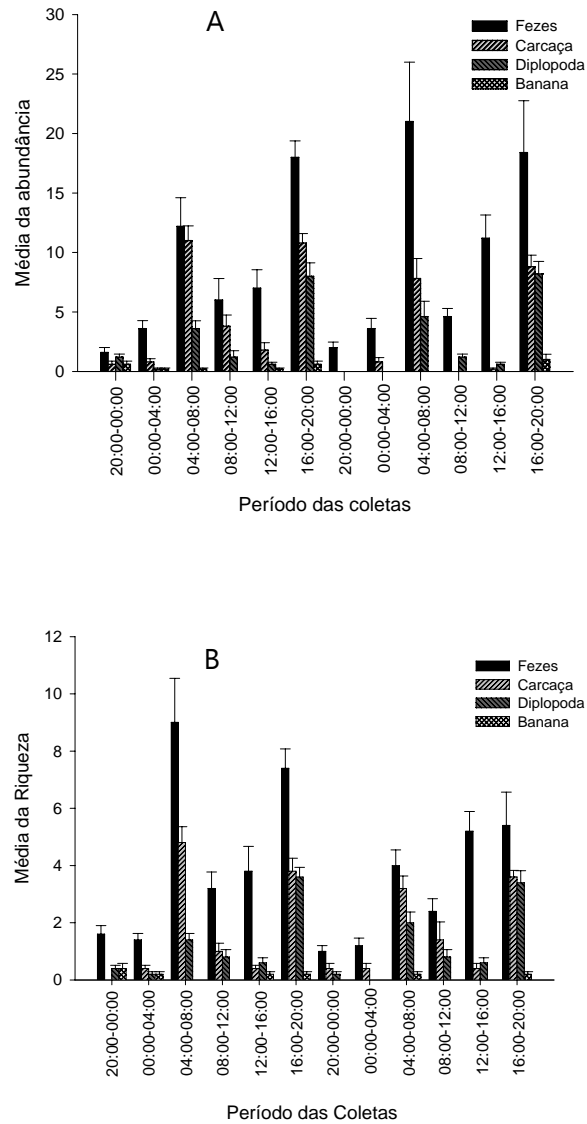 A
Fezes
Carcaça
Diplopoda
Banana
Média da abundância
30
25
20
15
10
5
0
20:00-00:00
00:00-04:00
04:00-08:00
08:00-12:00
12:00-16:00
16:00-20:00
20:00-00:00
00:00-04:00
04:00-08:00
08:00-12:00
12:00-16:00
16:00-20:00
Período das coletas
B
Fezes
Carcaça
Diplopoda
Banana
Média da Riqueza
12
10
8
6
4
2
0
20:00-00:00
00:00-04:00
04:00-08:00
08:00-12:00
12:00-16:00
16:00-20:00
20:00-00:00
00:00-04:00
04:00-08:00
08:00-12:00
12:00-16:00
16:00-20:00
Período das Coletas